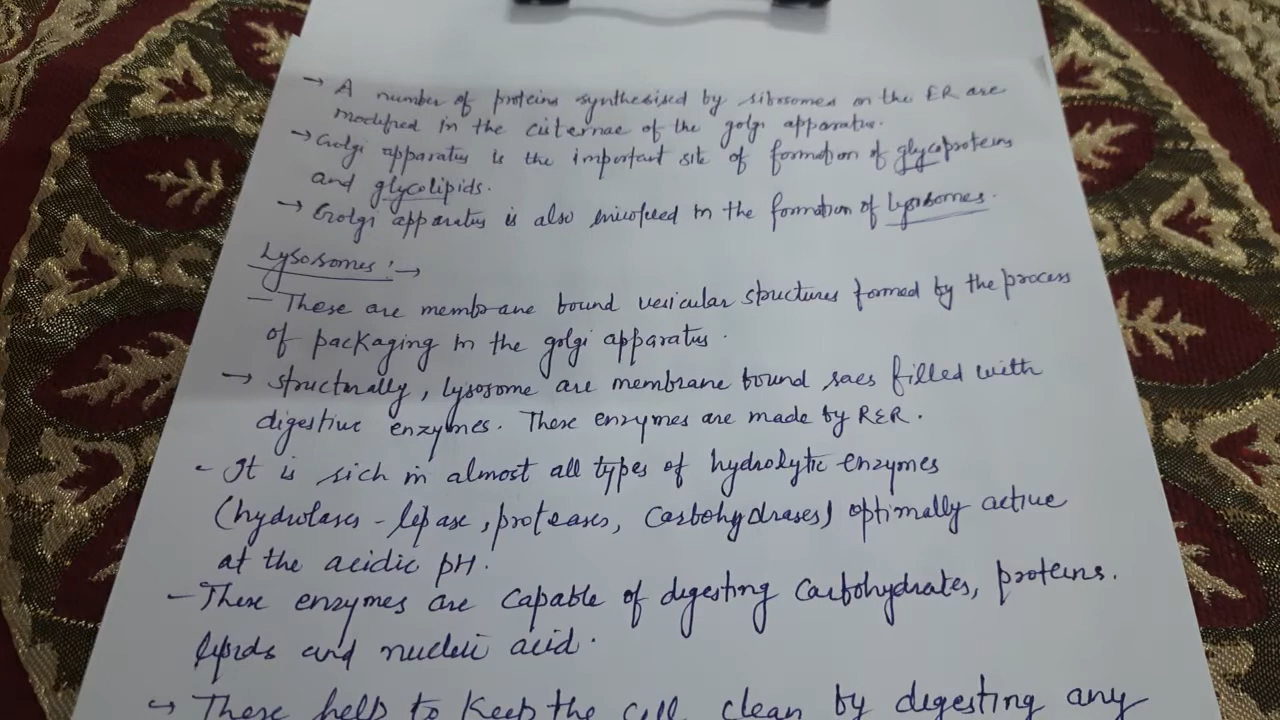 → A number of proteins synthesised by ribosomes on the ER are
modified in the cisternae of the golgi apparatus.
→ Golgi apparatus is the important site of formation of glycoproteins
and glycolipids.
→ Golgi apparatus is also involved in the formation of lysosomes.
Lysosomes :→
- These are membrane bound vesicular structures formed by the process
of packaging in the golgi apparatus.
→ structurally, lysosome are membrane bound sacs filled with
digestive enzymes. These enzymes are made by RER.
- It is rich in almost all types of hydrolytic enzymes
(hydrolases - lipase, proteases, carbohydrases) optimally active
at the acidic pH.
- These enzymes are capable of digesting carbohydrates, proteins.
lipids and nucleic acid.
→ These help to keep the cell clean by digesting any